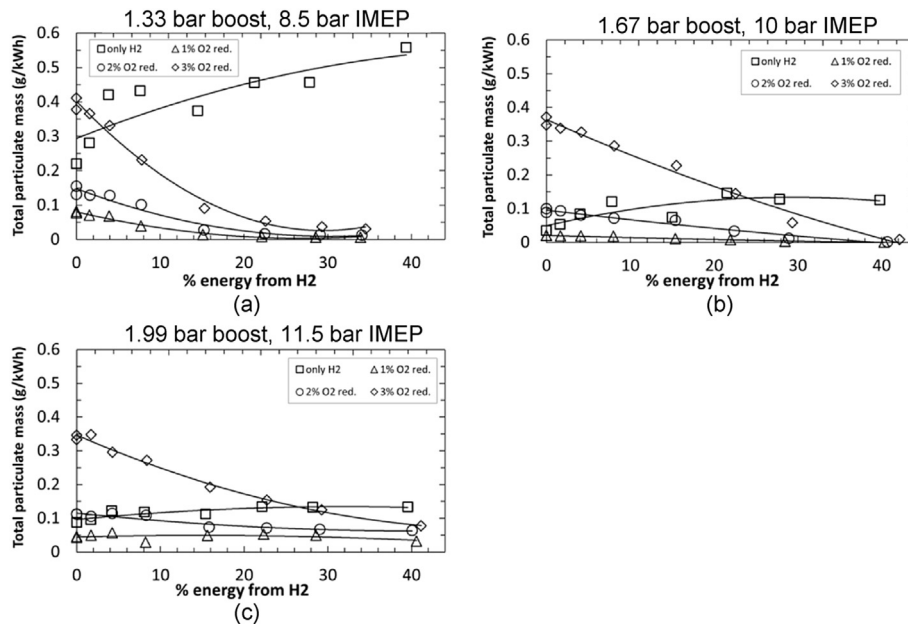 1.33 bar boost, 8.5 bar IMEP
Total particulate mass (g/kWh)
0.6
0.5
0.4
0.3
0.2
0.1
0
only H2 1% O2 red.
2% O2 red. 3% O2 red.
0 10 20 30 40
% energy from H2
(a)
1.67 bar boost, 10 bar IMEP
Total particulate mass (g/kWh)
0.6
0.5
0.4
0.3
0.2
0.1
0
only H2 1% O2 red.
2% O2 red. 3% O2 red.
0 10 20 30 40
% energy from H2
(b)
1.99 bar boost, 11.5 bar IMEP
Total particulate mass (g/kWh)
0.6
0.5
0.4
0.3
0.2
0.1
0
only H2 1% O2 red.
2% O2 red. 3% O2 red.
0 10 20 30 40
% energy from H2
(c)